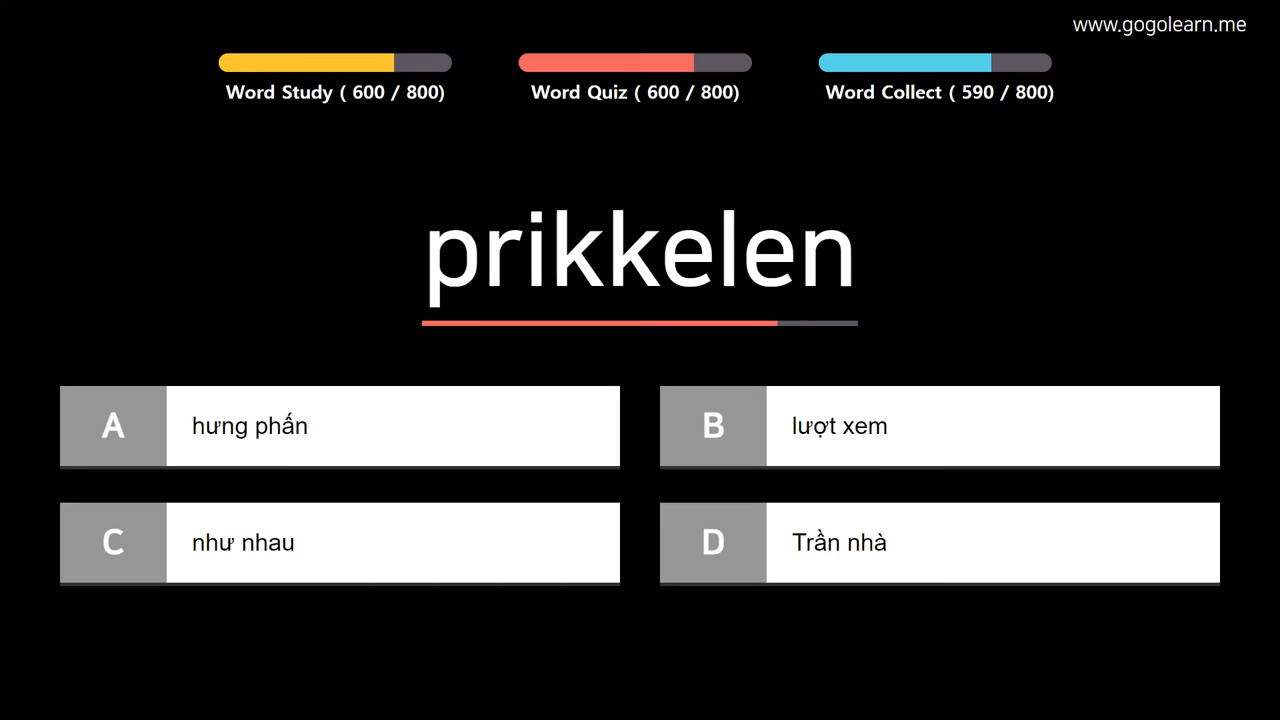 www.gogolearn.me
Word Study ( 600 / 800)
Word Quiz ( 600 / 800)
Word Collect ( 590 / 800)
prikkelen
A hưng phấn
B lượt xem
C như nhau
D Trần nhà